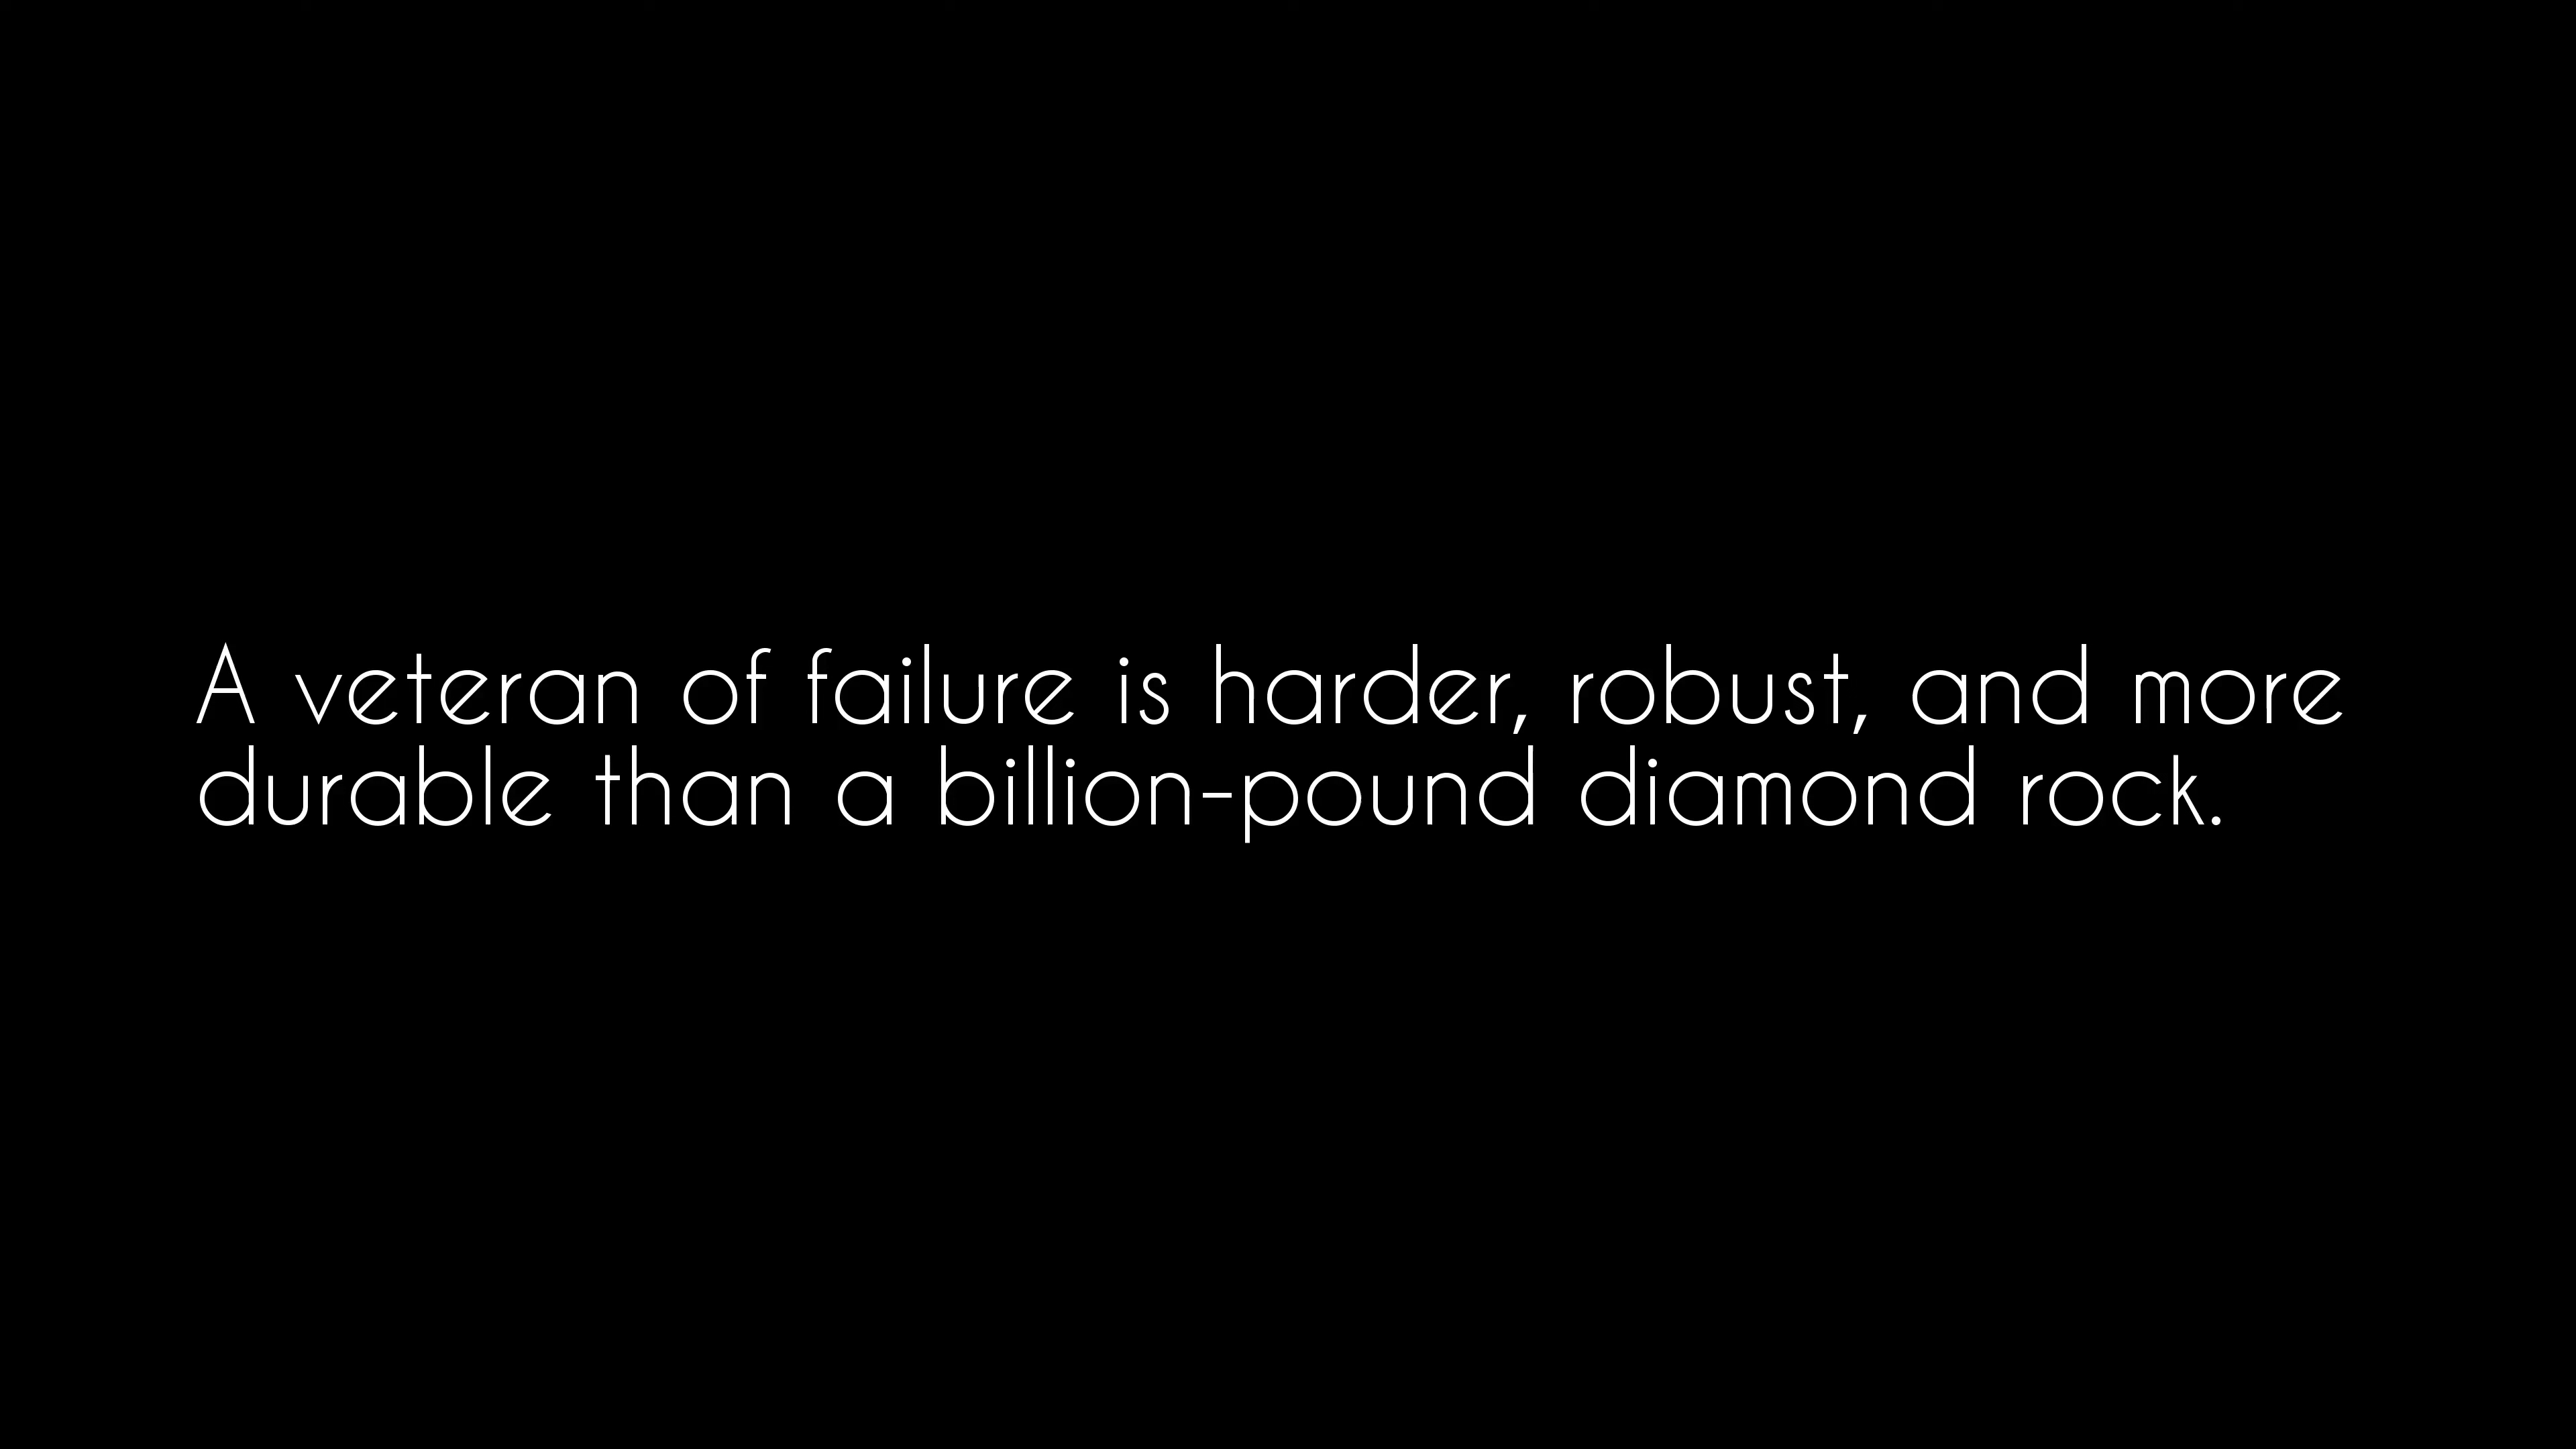 A veteran of failure is harder, robust, and more
durable than a billion-pound diamond rock.